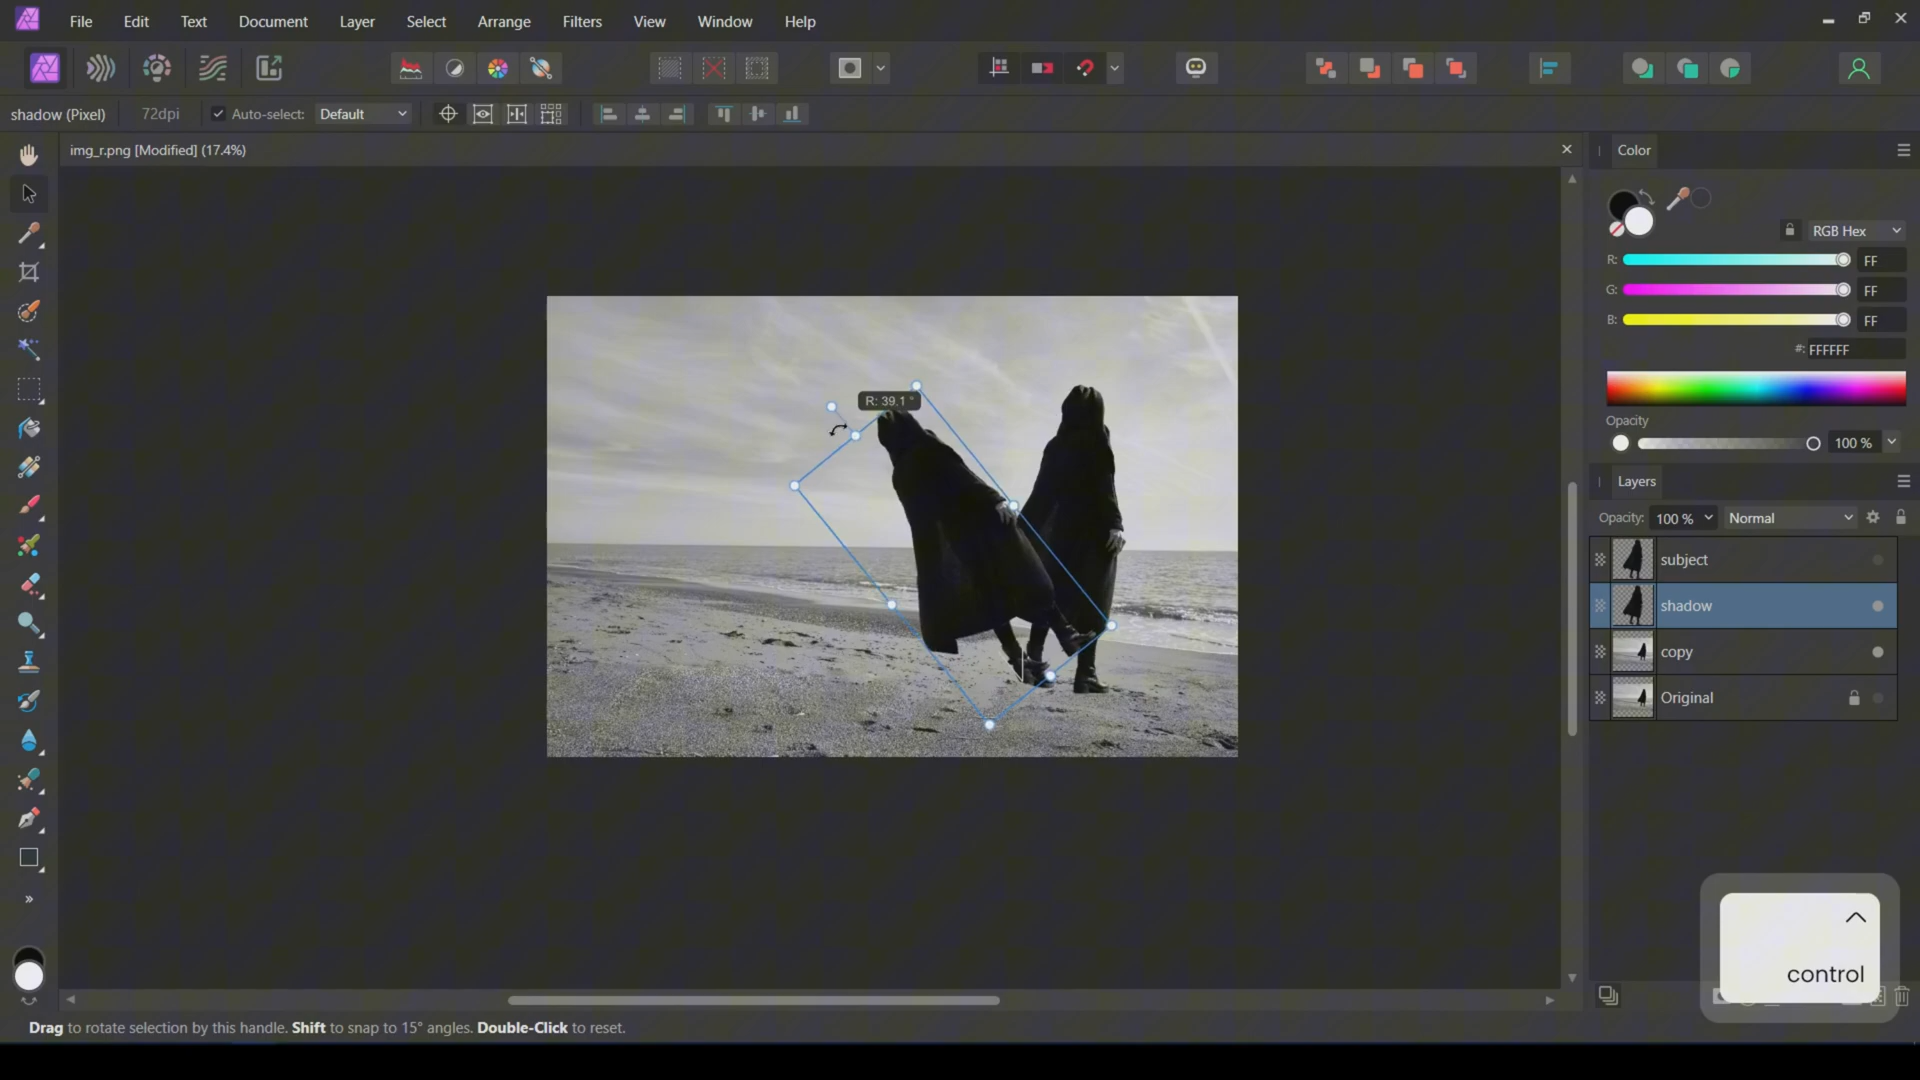 File Edit Text Document Layer Select Arrange Filters View Window Help
shadow (Pixel) 72dpi Auto-select: Default
img_r.png [Modified] (17.4%)
Color
RGB Hex
R: FF
G: FF
B: FF
#: FFFFFF
Opacity
100 %
R: 39.1 °
Layers
Opacity: 100 % Normal
subject
shadow
copy
Original
control
Drag to rotate selection by this handle. Shift to snap to 15° angles. Double-Click to reset.